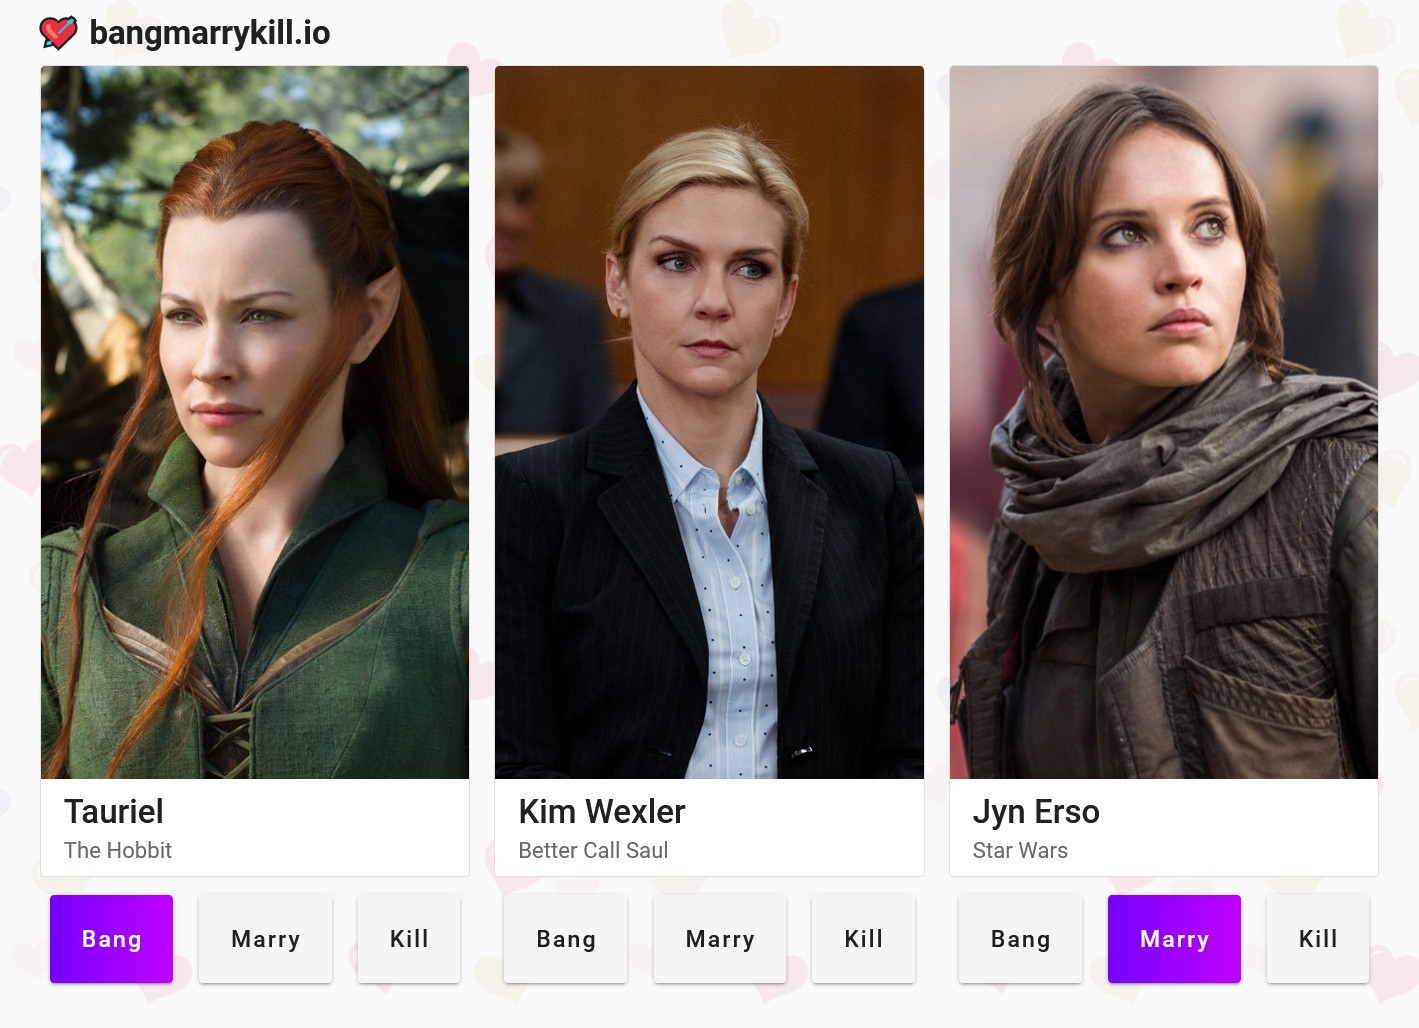 bangmarrykill.io
Tauriel
The Hobbit
Kim Wexler
Better Call Saul
Jyn Erso
Star Wars
Bang Marry Kill Bang Marry Kill Bang Marry Kill